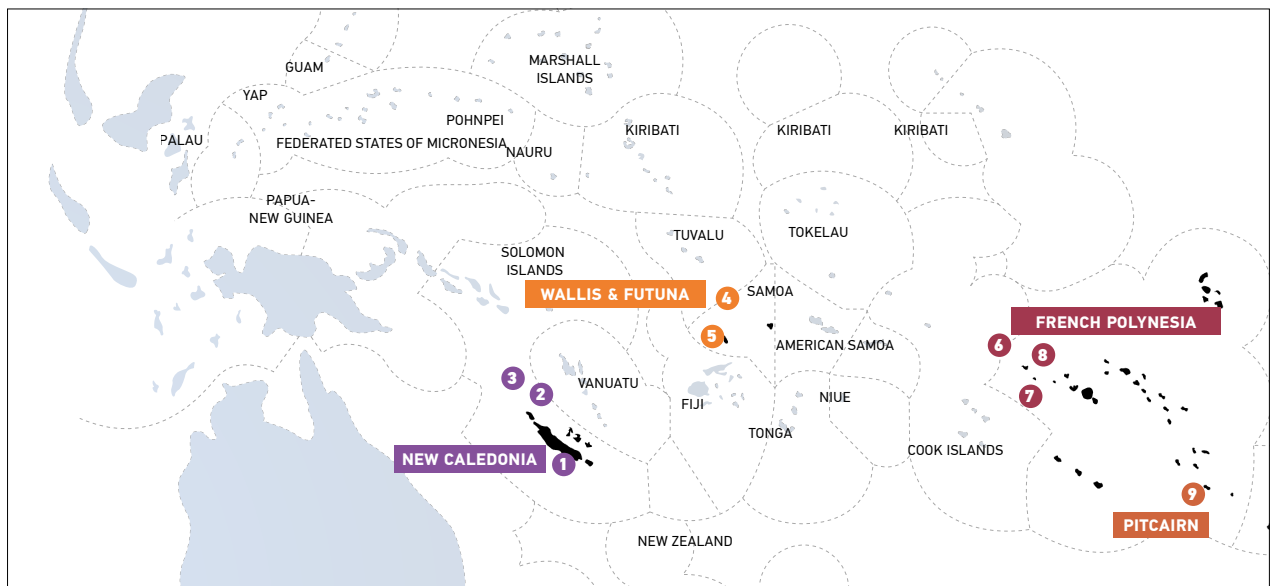 GUAM
MARSHALL
ISLANDS
YAP
POHNPEI
KIRIBATI
KIRIBATI
KIRIBATI
PALAU
FEDERATED STATES OF MICRONESIA
NAURU
PAPUA-
NEW GUINEA
TUVALU
TOKELAU
SOLOMON
ISLANDS
WALLIS & FUTUNA
4
SAMOA
5
FRENCH POLYNESIA
6
8
AMERICAN SAMOA
3
2
VANUATU
7
FIJI
NIUE
TONGA
COOK ISLANDS
NEW CALEDONIA
1
9
PITCAIRN
NEW ZEALAND